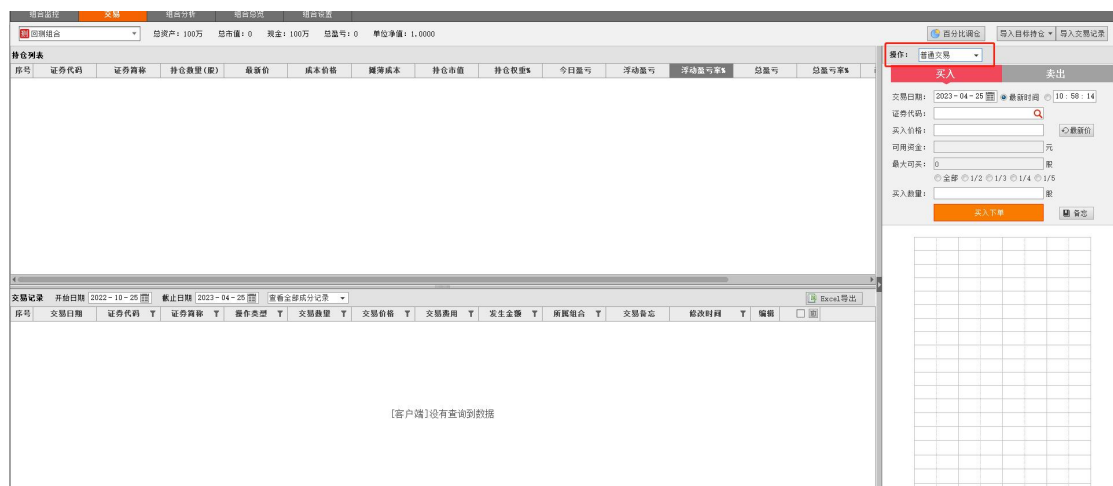 组合监控 交易 组合分析 组合总览 组合设置
回测组合 总资产: 100万 总市值: 0 现金: 100万 总盈亏: 0 单位净值: 1.0000 百分比调仓 导入目标持仓 导入交易记录
持仓列表 操作: 普通交易
序号 证券代码 证券简称 持仓数量(股) 最新价 成本价格 摊薄成本 持仓市值 持仓权重% 今日盈亏 浮动盈亏 浮动盈亏率% 总盈亏 总盈亏率%
买入 卖出
交易日期: 2023-04-25 最新时间 10:58:14
证券代码:
买入价格: 最新价
可用资金: 元
最大可买: 0 股
全部 1/2 1/3 1/4 1/5
买入数量: 股
买入下单 备忘
交易记录 开始日期 2022-10-25 截止日期 2023-04-25 查看全部成分记录 Excel导出
序号 交易日期 证券代码 证券简称 操作类型 交易数量 交易价格 交易费用 发生金额 所属组合 交易备忘 修改时间 编辑
[客户端]没有查询到数据